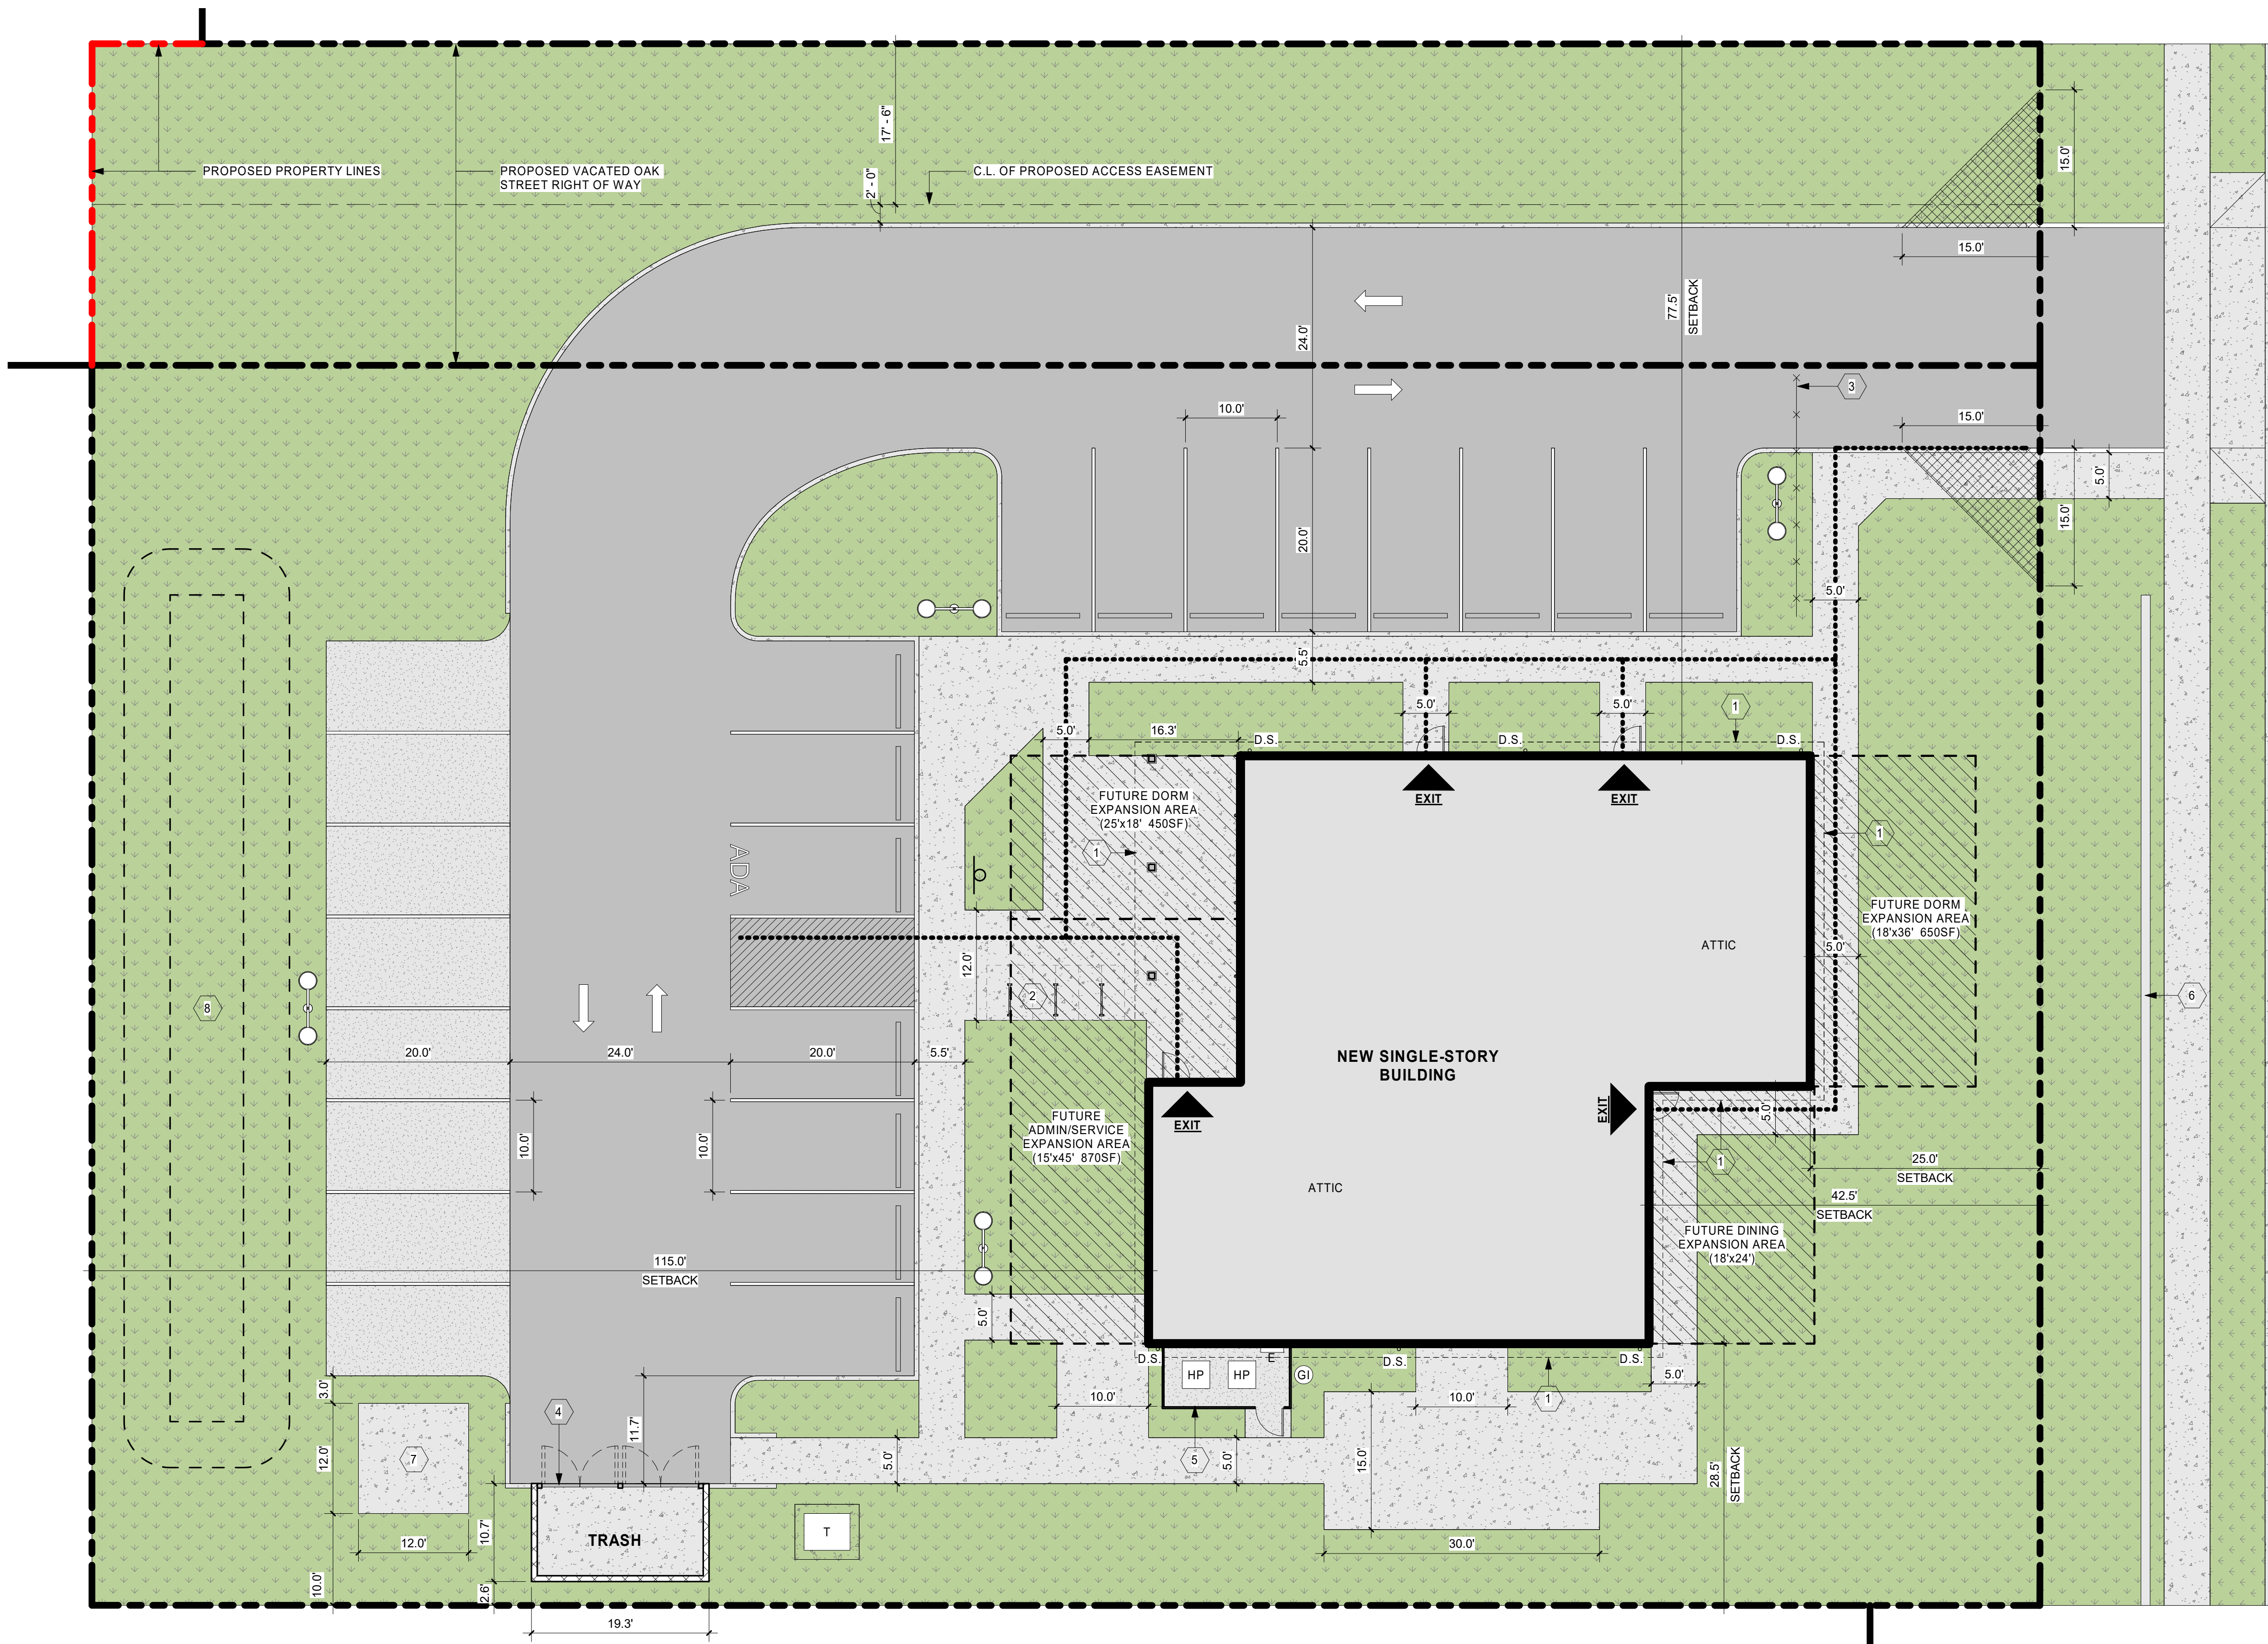 17' - 6"
2' - 0"
PROPOSED PROPERTY LINES
PROPOSED VACATED OAK
STREET RIGHT OF WAY
C.L. OF PROPOSED ACCESS EASEMENT
15.0'
15.0'
77.5'
SETBACK
24.0'
3
10.0'
15.0'
5.0'
15.0'
20.0'
5.0'
5.5'
5.0'
16.3'
5.0'
5.0'
1
D.S.
D.S.
D.S.
EXIT
EXIT
FUTURE DORM
EXPANSION AREA
(25'x18' 450SF)
1
1
ADA
FUTURE DORM
EXPANSION AREA
(18'x36' 650SF)
ATTIC
5.0'
12.0'
2
8
6
20.0'
24.0'
20.0'
5.5'
NEW SINGLE-STORY
BUILDING
FUTURE
ADMIN/SERVICE
EXPANSION AREA
(15'x45' 870SF)
EXIT
EXIT
5.0'
10.0'
10.0'
1
25.0'
SETBACK
ATTIC
42.5'
SETBACK
FUTURE DINING
EXPANSION AREA
(18'x24')
115.0'
SETBACK
5.0'
D.S.
E
D.S.
D.S.
HP
HP
GI
5.0'
3.0'
10.0'
10.0'
1
4
11.7'
7
12.0'
5.0'
5
5.0'
15.0'
28.5'
SETBACK
TRASH
T
12.0'
10.7'
30.0'
10.0'
2.6'
19.3'